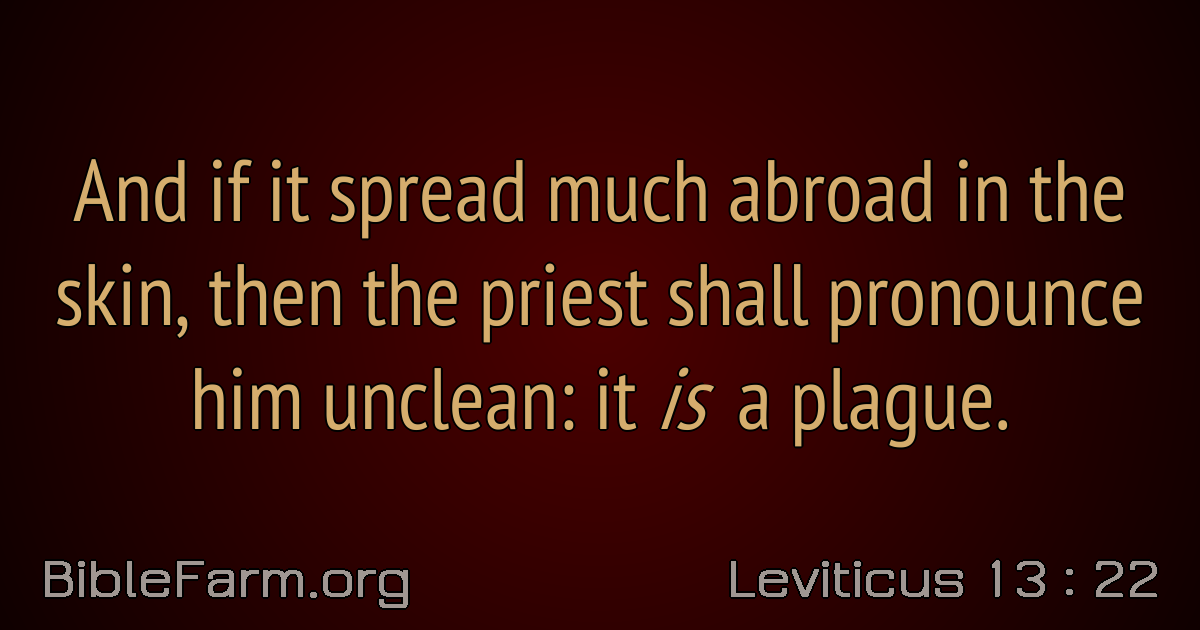 And if it spread much abroad in the
skin, then the priest shall pronounce
him unclean: it is a plague.
BibleFarm.org
Leviticus 13 : 22